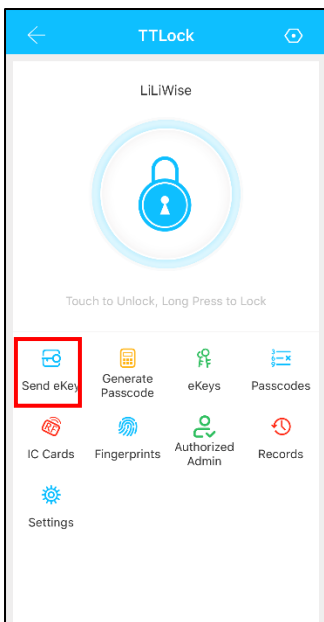 TTLock
LiLiWise
Touch to Unlock, Long Press to Lock
Send eKey
Generate
Passcode
eKeys
Passcodes
IC Cards
Fingerprints
Authorized
Admin
Records
Settings